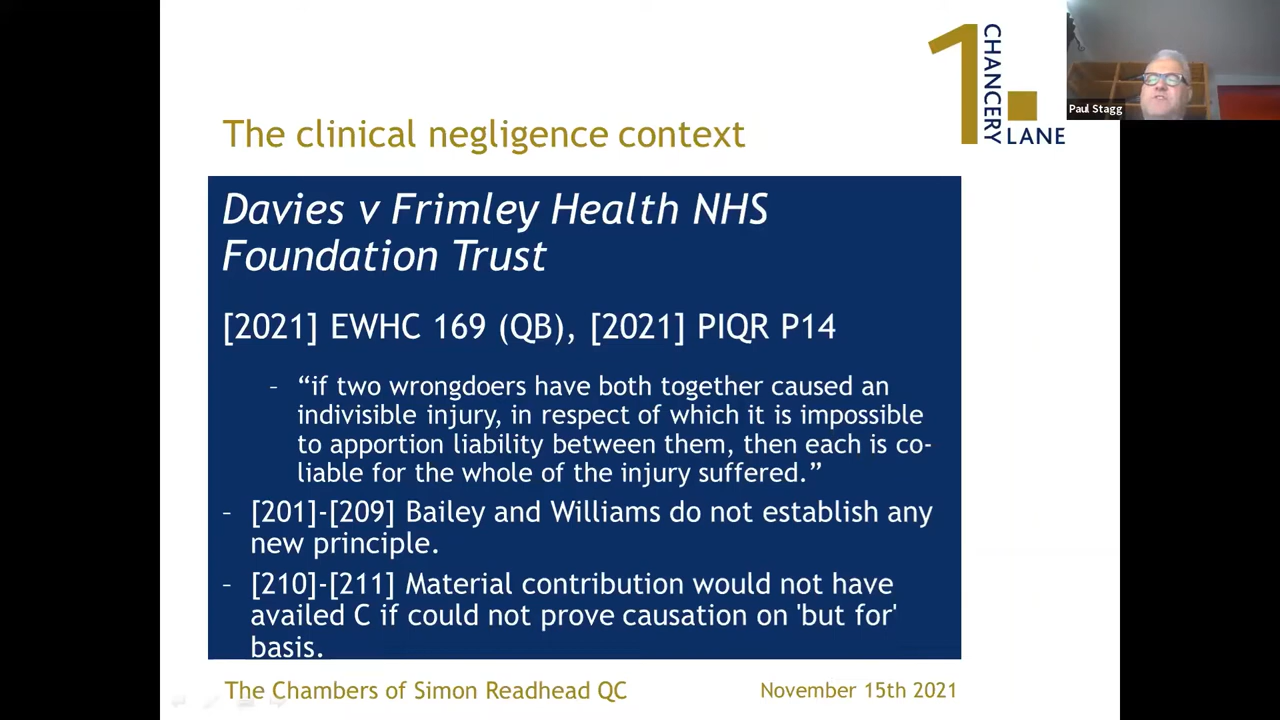 1 CHANCERY LANE
Paul Stagg
The clinical negligence context
Davies v Frimley Health NHS
Foundation Trust
[2021] EWHC 169 (QB), [2021] PIQR P14
– “if two wrongdoers have both together caused an
indivisible injury, in respect of which it is impossible
to apportion liability between them, then each is co-
liable for the whole of the injury suffered.”
– [201]-[209] Bailey and Williams do not establish any
new principle.
– [210]-[211] Material contribution would not have
availed C if could not prove causation on 'but for'
basis.
The Chambers of Simon Readhead QC
November 15th 2021